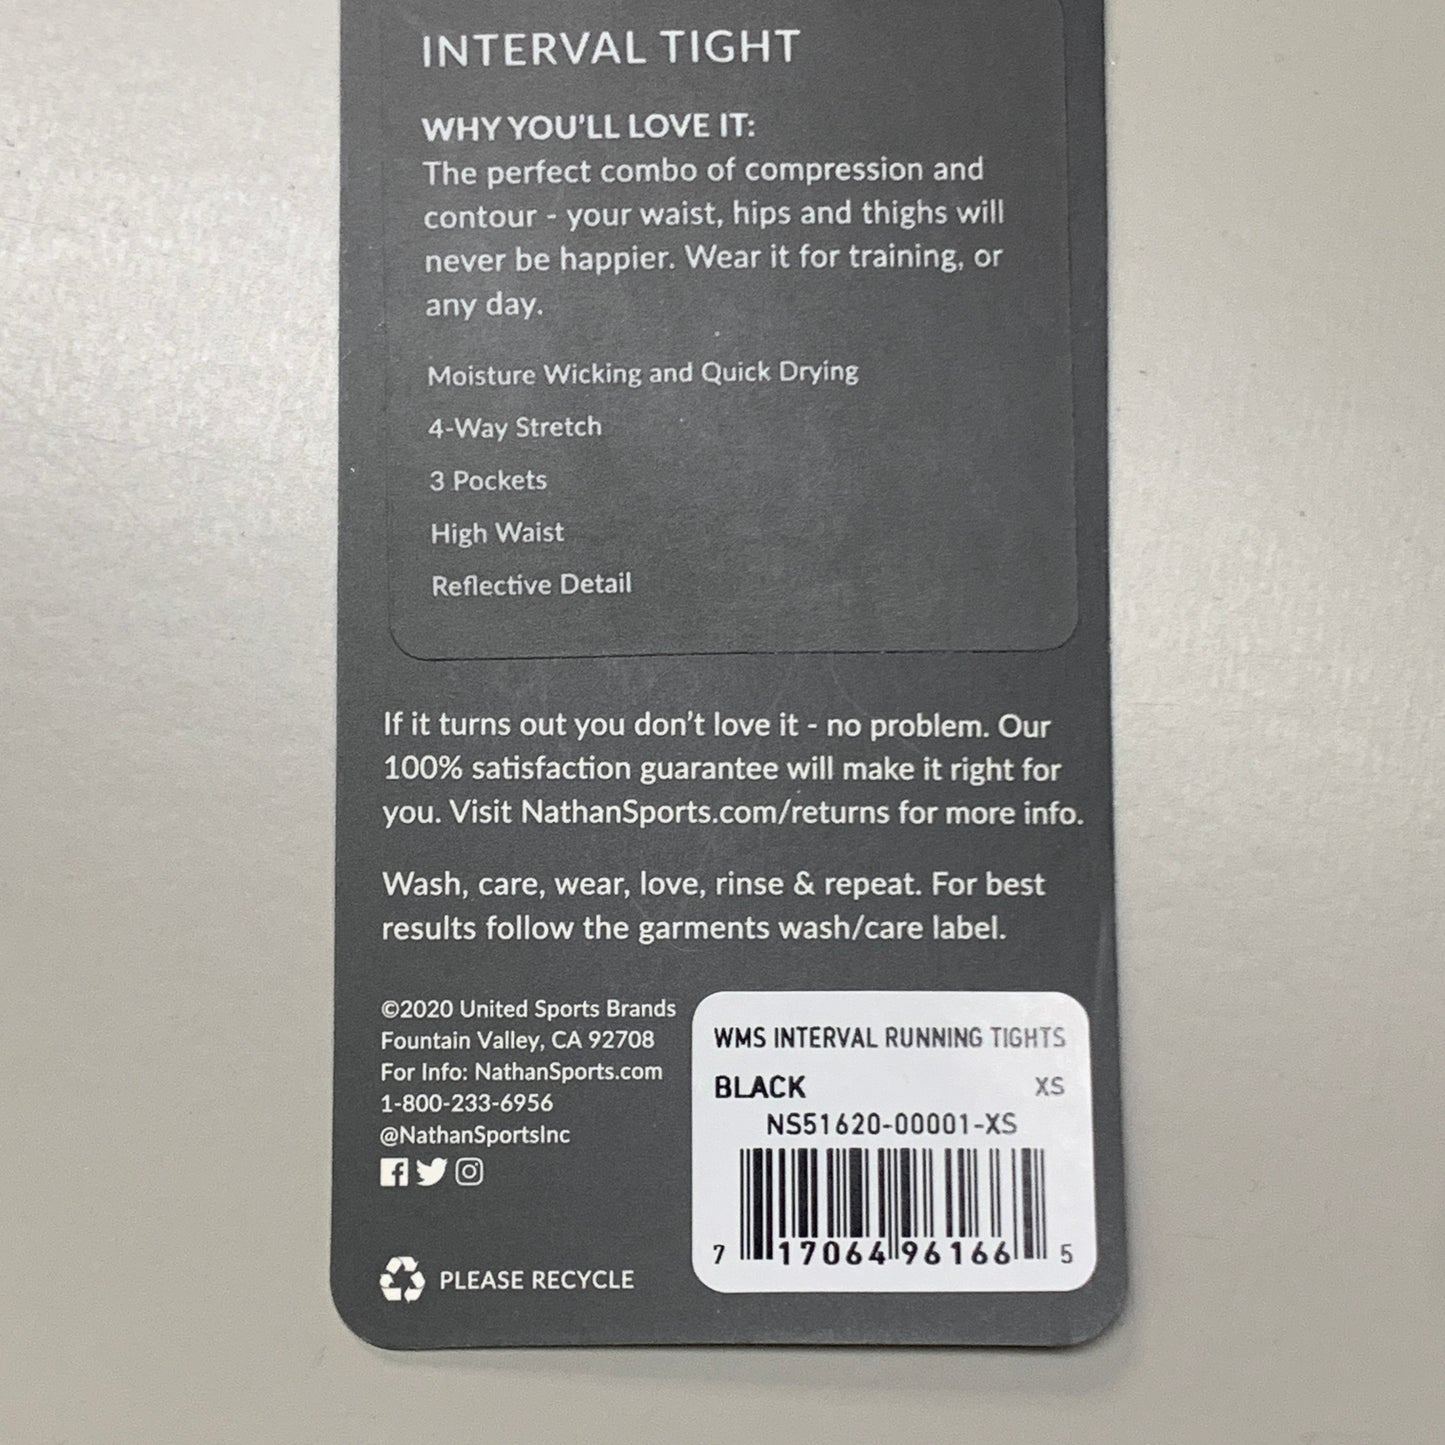 INTERVAL TIGHT
WHY YOU'LL LOVE IT:
The perfect combo of compression and
contour - your waist, hips and thighs will
never be happier. Wear it for training, or
any day.
Moisture Wicking and Quick Drying
4-Way Stretch
3 Pockets
High Waist
Reflective Detail
If it turns out you don't love it - no problem. Our
100% satisfaction guarantee will make it right for
you. Visit NathanSports.com/returns for more info.
Wash, care, wear, love, rinse & repeat. For best
results follow the garments wash/care label.
©2020 United Sports Brands
Fountain Valley, CA 92708
For Info: NathanSports.com
1-800-233-6956
@NathanSportsInc
PLEASE RECYCLE
WMS INTERVAL RUNNING TIGHTS
BLACK XS
NS51620-00001-XS
7 17064 96166 5